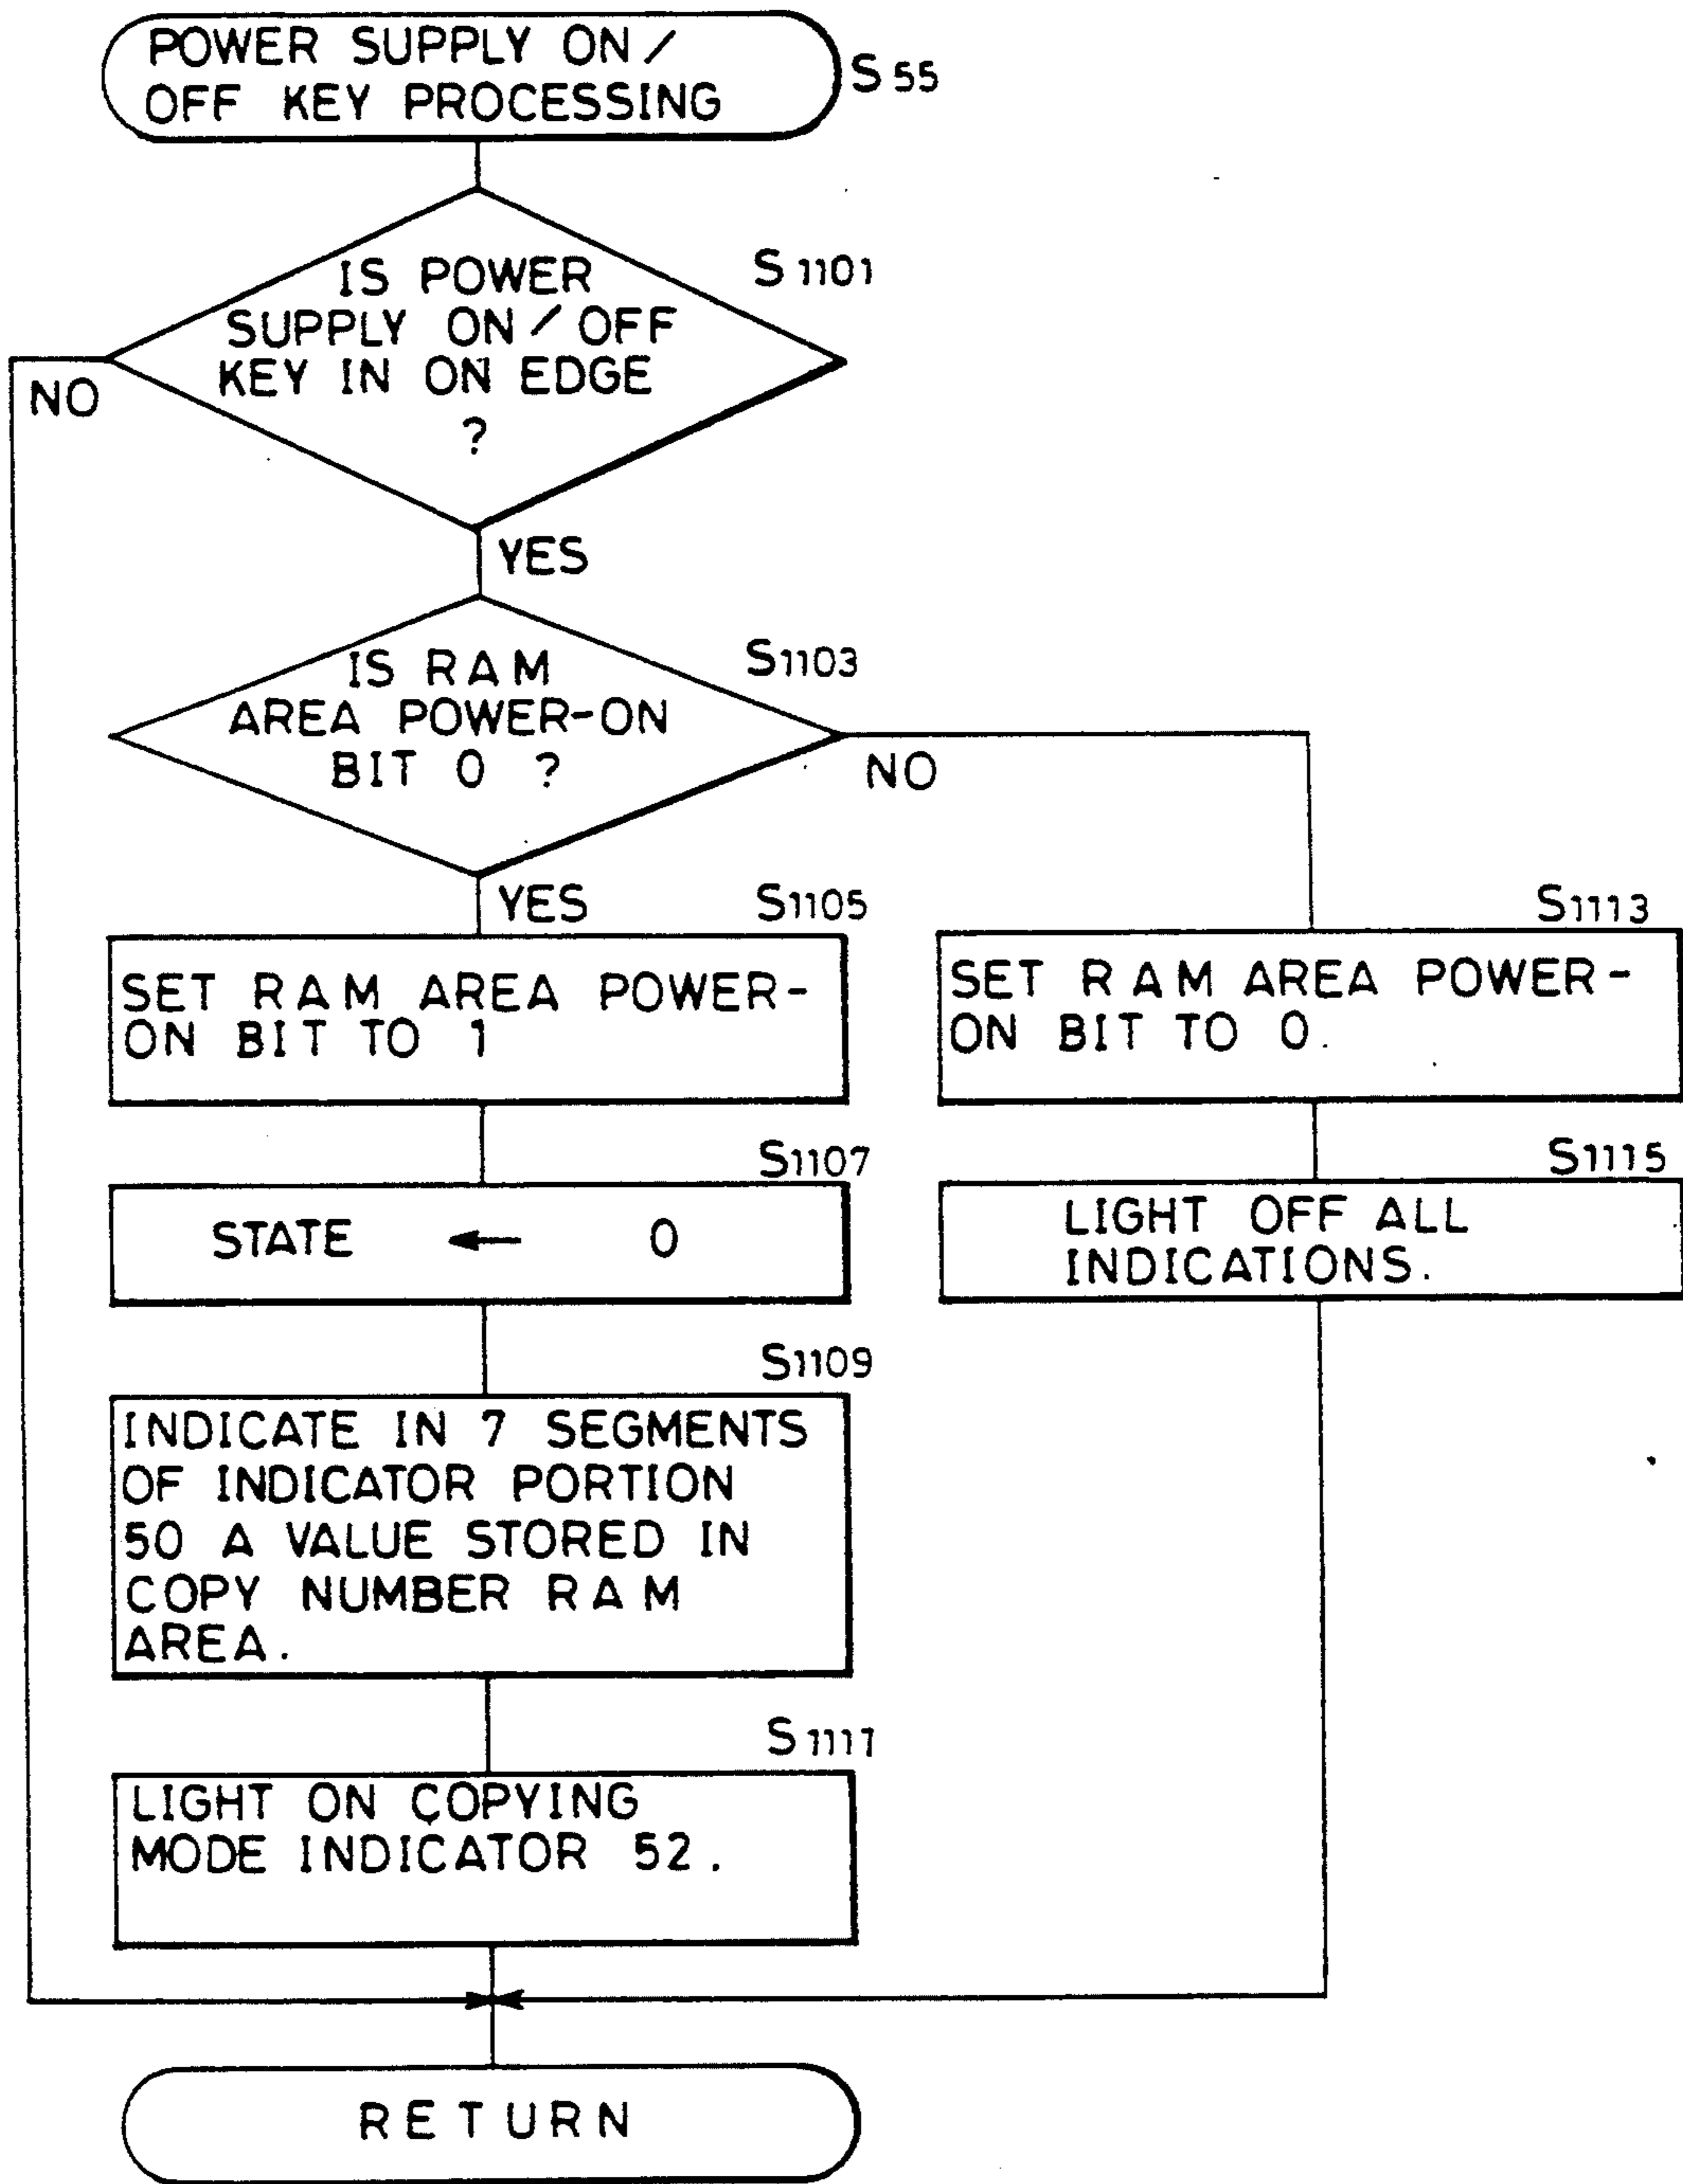 POWER SUPPLY ON /
OFF KEY PROCESSING
S55
IS POWER
SUPPLY ON / OFF
KEY IN ON EDGE
?
S1101
NO
YES
IS RAM
AREA POWER-ON
BIT 0 ?
S1103
NO
YES
S1105
SET RAM AREA POWER-
ON BIT TO 1
S1113
SET RAM AREA POWER-
ON BIT TO 0.
S1107
STATE ← 0
S1115
LIGHT OFF ALL
INDICATIONS.
S1109
INDICATE IN 7 SEGMENTS
OF INDICATOR PORTION
50 A VALUE STORED IN
COPY NUMBER RAM
AREA.
S1111
LIGHT ON COPYING
MODE INDICATOR 52.
RETURN